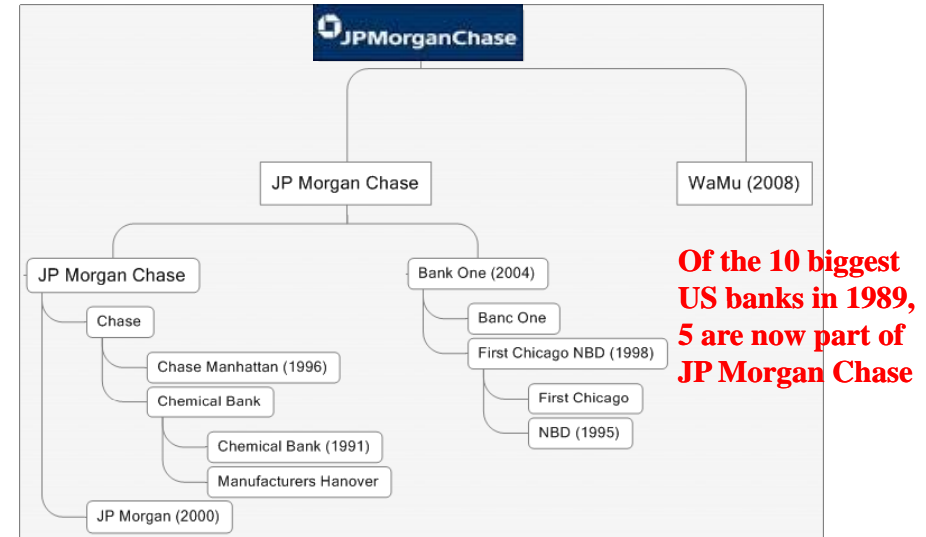 JPMorganChase
JP Morgan Chase
WaMu (2008)
JP Morgan Chase
Bank One (2004)
Chase
Banc One
Chase Manhattan (1996)
First Chicago NBD (1998)
Chemical Bank
First Chicago
Chemical Bank (1991)
NBD (1995)
Manufacturers Hanover
JP Morgan (2000)
Of the 10 biggest
US banks in 1989,
5 are now part of
JP Morgan Chase